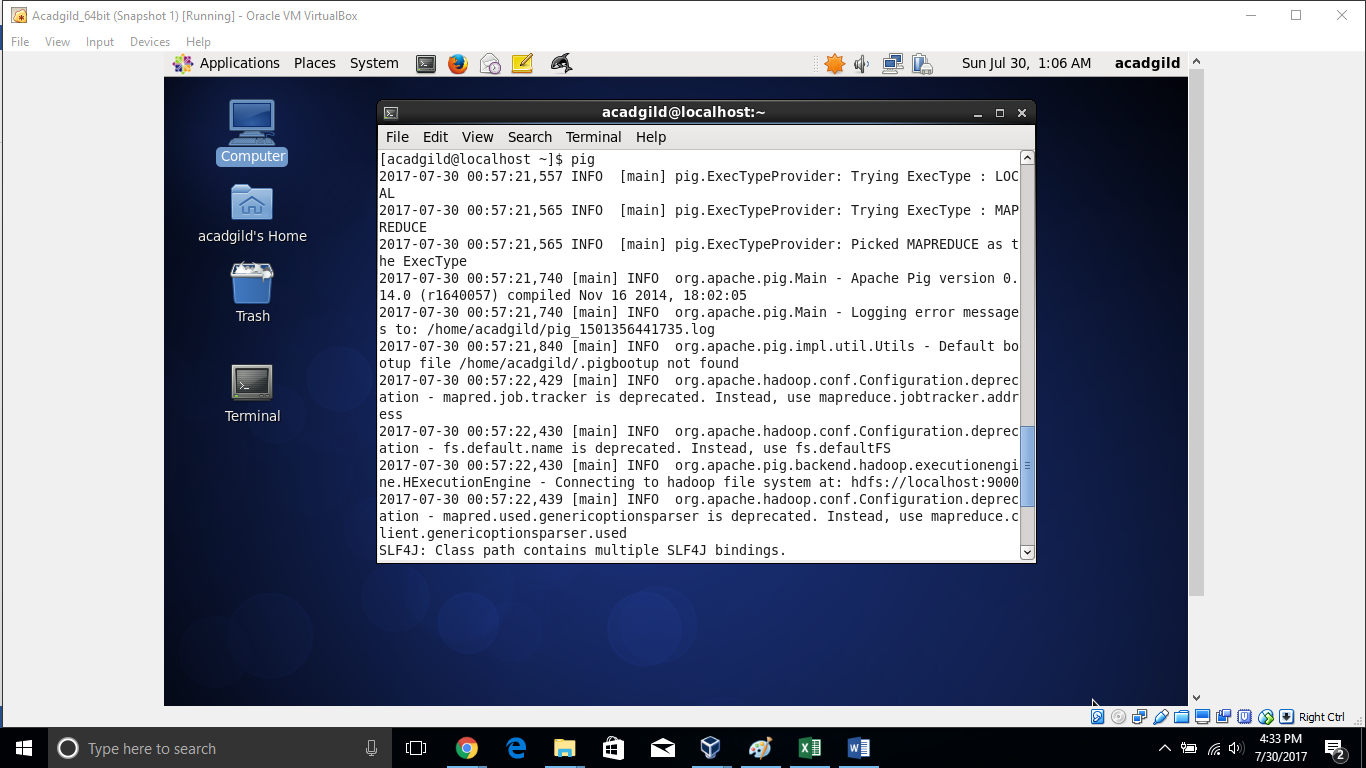 Acadgild_64bit (Snapshot 1) [Running] - Oracle VM VirtualBox
File View Input Devices Help
Applications Places System Sun Jul 30, 1:06 AM acadgild
Computer
acadgild's Home
Trash
Terminal
acadgild@localhost:~
File Edit View Search Terminal Help
[acadgild@localhost ~]$ pig
2017-07-30 00:57:21,557 INFO  [main] pig.ExecTypeProvider: Trying ExecType : LOC
AL
2017-07-30 00:57:21,565 INFO  [main] pig.ExecTypeProvider: Trying ExecType : MAP
REDUCE
2017-07-30 00:57:21,565 INFO  [main] pig.ExecTypeProvider: Picked MAPREDUCE as t
he ExecType
2017-07-30 00:57:21,740 [main] INFO  org.apache.pig.Main - Apache Pig version 0.
14.0 (r1640057) compiled Nov 16 2014, 18:02:05
2017-07-30 00:57:21,740 [main] INFO  org.apache.pig.Main - Logging error message
s to: /home/acadgild/pig_1501356441735.log
2017-07-30 00:57:21,840 [main] INFO  org.apache.pig.impl.util.Utils - Default bo
otup file /home/acadgild/.pigbootup not found
2017-07-30 00:57:22,429 [main] INFO  org.apache.hadoop.conf.Configuration.deprec
ation - mapred.job.tracker is deprecated. Instead, use mapreduce.jobtracker.addr
ess
2017-07-30 00:57:22,430 [main] INFO  org.apache.hadoop.conf.Configuration.deprec
ation - fs.default.name is deprecated. Instead, use fs.defaultFS
2017-07-30 00:57:22,430 [main] INFO  org.apache.pig.backend.hadoop.executionengi
ne.HExecutionEngine - Connecting to hadoop file system at: hdfs://localhost:9000
2017-07-30 00:57:22,439 [main] INFO  org.apache.hadoop.conf.Configuration.deprec
ation - mapred.used.genericoptionsparser is deprecated. Instead, use mapreduce.c
lient.genericoptionsparser.used
SLF4J: Class path contains multiple SLF4J bindings.
Right Ctrl
Type here to search
4:33 PM
7/30/2017
2